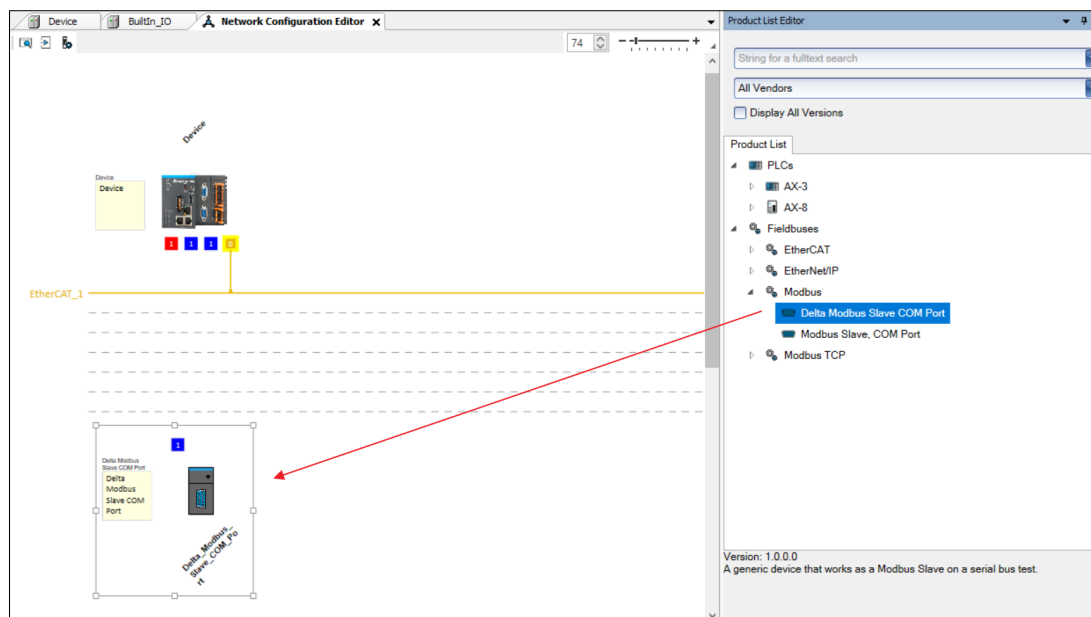 Device
BuiltIn_IO
Network Configuration Editor
Product List Editor
74
String for a fulltext search
All Vendors
Display All Versions
Product List
PLCs
AX-3
AX-8
Fieldbuses
EtherCAT
EtherNet/IP
Modbus
Delta Modbus Slave COM Port
Modbus Slave, COM Port
Modbus TCP
Device
Device
Device
1 1 1 0
EtherCAT_1
1
Delta Modbus
Slave COM Port
Delta
Modbus
Slave COM
Port
Delta_Modbus_
Slave_COM_Po
rt
Version: 1.0.0.0
A generic device that works as a Modbus Slave on a serial bus test.